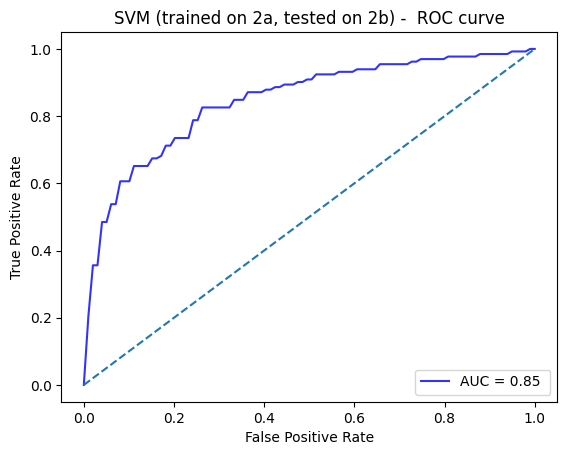 SVM (trained on 2a, tested on 2b) -  ROC curve
True Positive Rate
1.0
0.8
0.6
0.4
0.2
0.0
AUC = 0.85
0.0 0.2 0.4 0.6 0.8 1.0
False Positive Rate